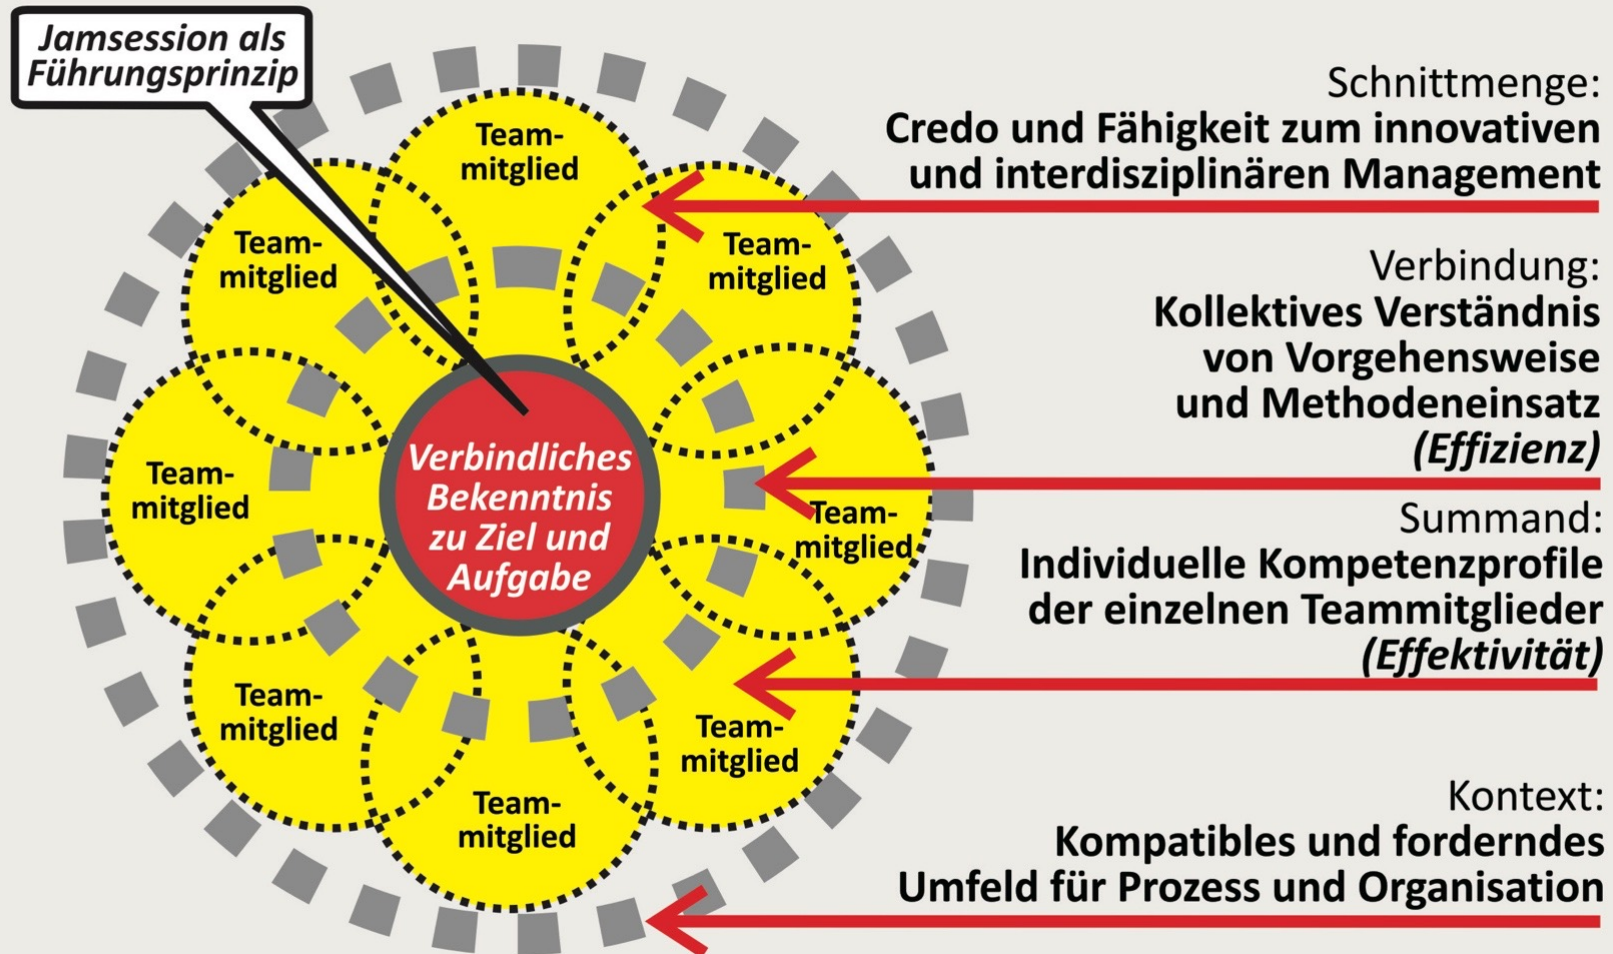 Jamsession als
Führungsprinzip
Team-
mitglied
Team-
mitglied
Team-
mitglied
Team-
mitglied
Team-
mitglied
Team-
mitglied
Team-
mitglied
Team-
mitglied
Verbindliches
Bekenntnis
zu Ziel und
Aufgabe
Schnittmenge:
Credo und Fähigkeit zum innovativen
und interdisziplinären Management
Verbindung:
Kollektives Verständnis
von Vorgehensweise
und Methodeneinsatz
(Effizienz)
Summand:
Individuelle Kompetenzprofile
der einzelnen Teammitglieder
(Effektivität)
Kontext:
Kompatibles und forderndes
Umfeld für Prozess und Organisation